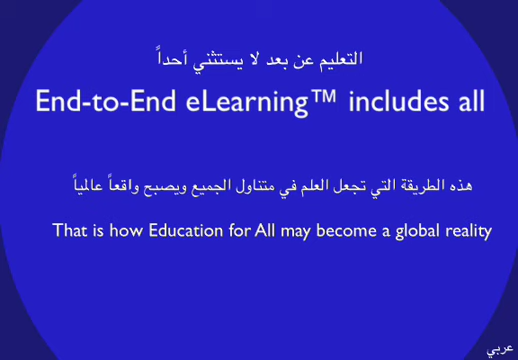 التعليم عن بعد لا يستثني أحداً
End-to-End eLearning™ includes all
هذه الطريقة التي تجعل العلم في متناول الجميع ويصبح واقعاً عالمياً
That is how Education for All may become a global reality
عربي